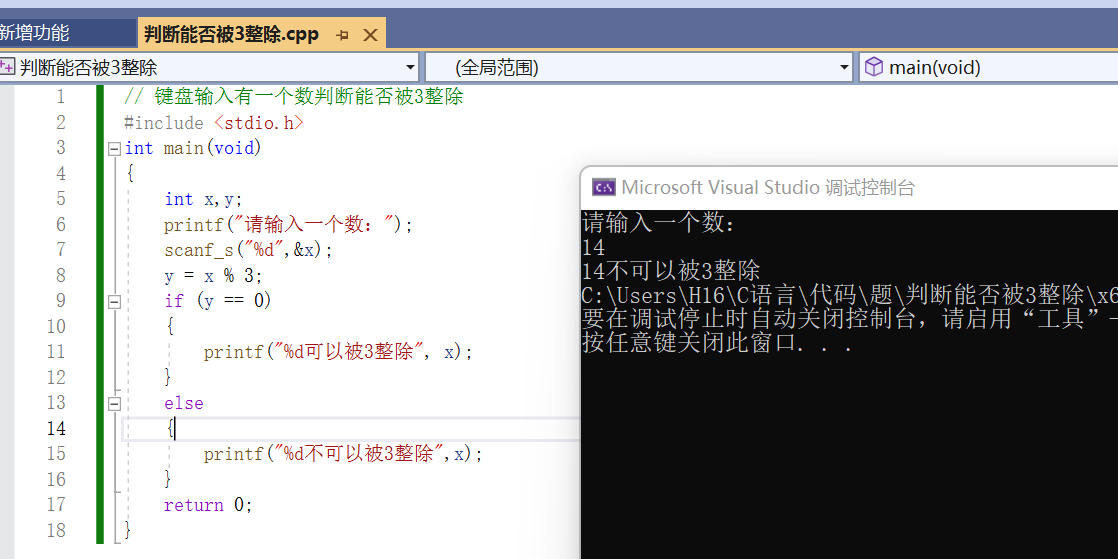 新增功能
判断能否被3整除.cpp
判断能否被3整除
(全局范围)
main(void)
1 // 键盘输入有一个数判断能否被3整除
2 #include <stdio.h>
3 int main(void)
4 {
5 int x,y;
6 printf("请输入一个数：");
7 scanf_s("%d",&x);
8 y = x % 3;
9 if (y == 0)
10 {
11 printf("%d可以被3整除", x);
12 }
13 else
14 {
15 printf("%d不可以被3整除",x);
16 }
17 return 0;
18 }
Microsoft Visual Studio 调试控制台
请输入一个数：
14
14不可以被3整除
C:\Users\H16\C语言\代码\题\判断能否被3整除\x6
要在调试停止时自动关闭控制台，请启用“工具”-
按任意键关闭此窗口. . .